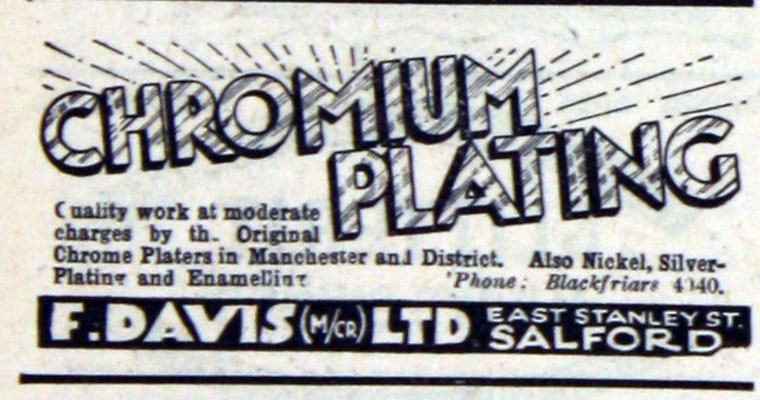 CHROMIUM
PLATING
Quality work at moderate
charges by the Original
Chrome Platers in Manchester and District. Also Nickel, Silver-
Plating and Enamelling
'Phone: Blackfriars
F. DAVIS (M/CR) LTD EAST STANLEY ST.
SALFORD